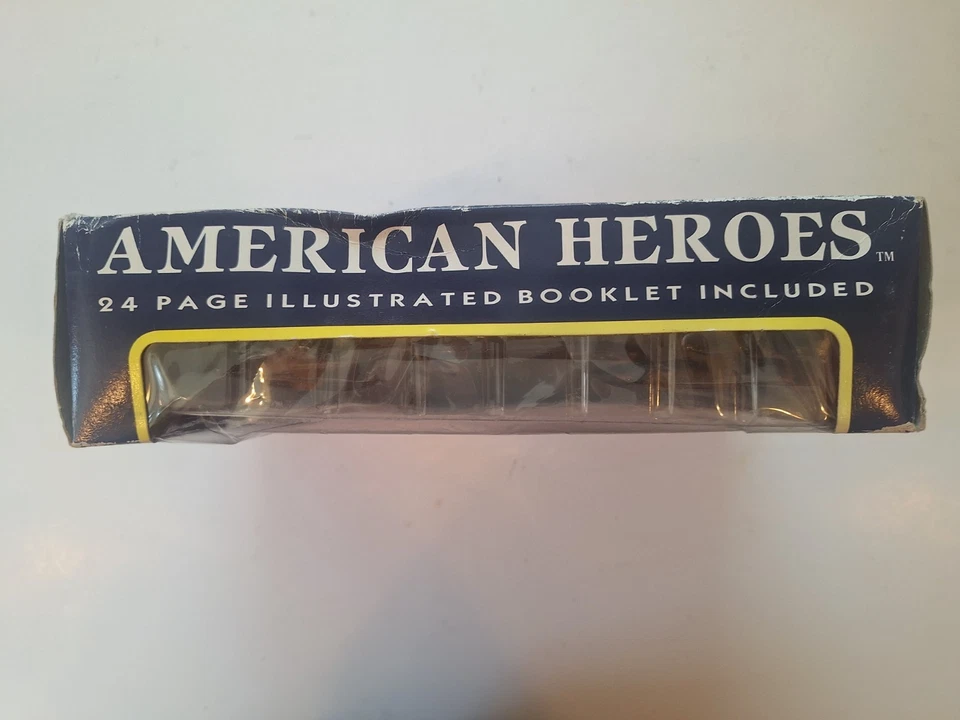 AMERICAN HEROES™
24 PAGE ILLUSTRATED BOOKLET INCLUDED